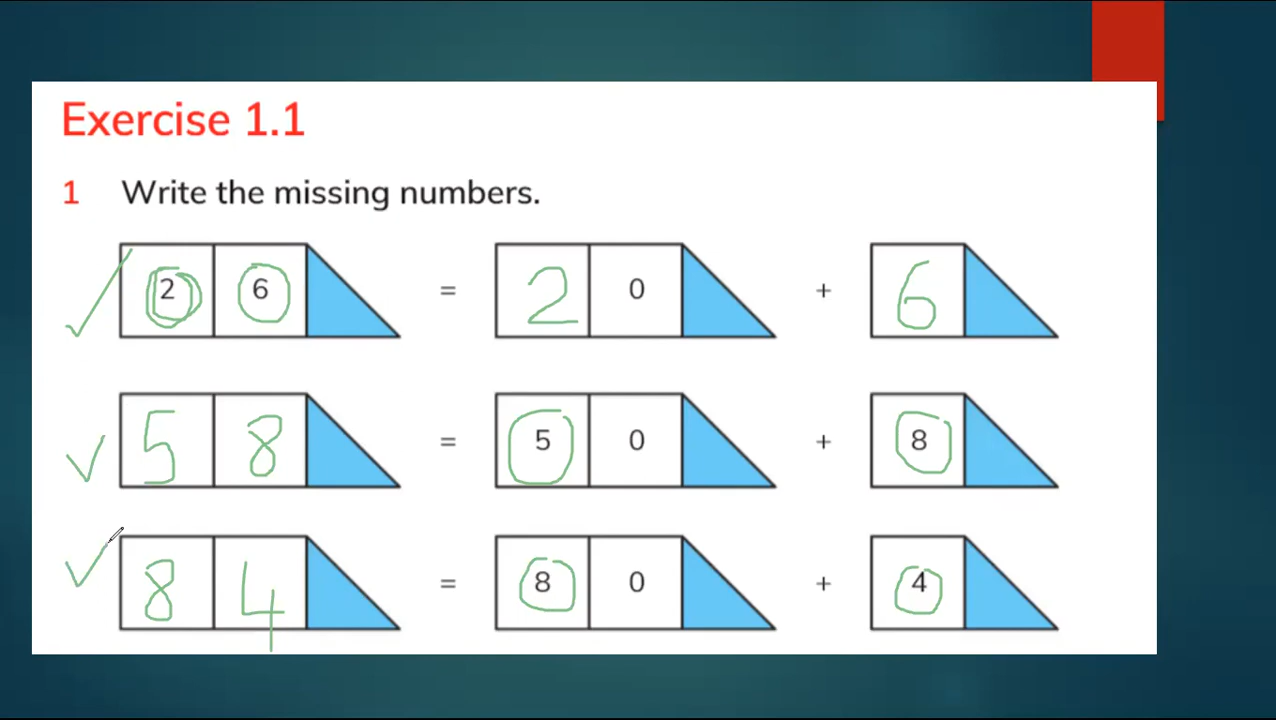 Exercise 1.1
1 Write the missing numbers.
2 6 = 2 0 + 6
5 8 = 5 0 + 8
8 4 = 8 0 + 4